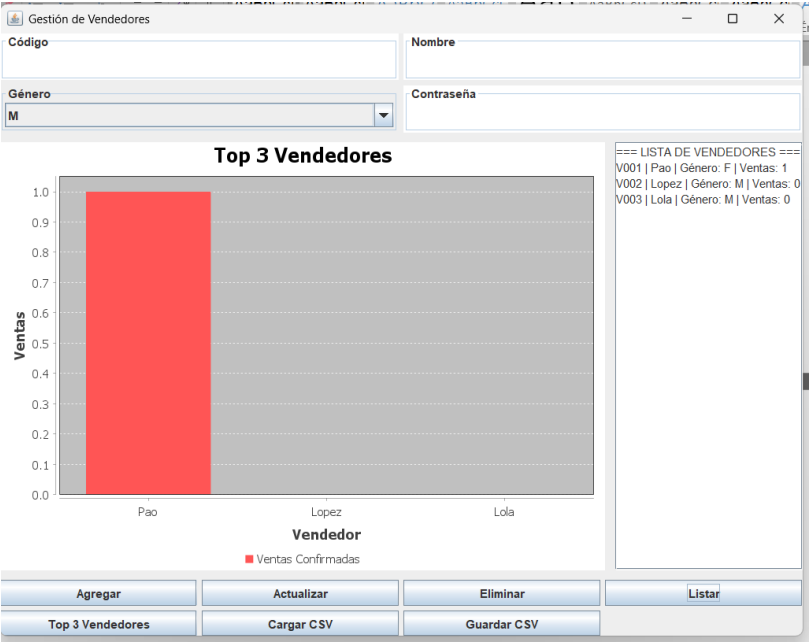 Gestión de Vendedores
Código
Nombre
Género
M
Contraseña
Top 3 Vendedores
1.0
0.9
0.8
0.7
0.6
0.5
0.4
0.3
0.2
0.1
0.0
Ventas
Pao Lopez Lola
Vendedor
Ventas Confirmadas
=== LISTA DE VENDEDORES ===
V001 | Pao | Género: F | Ventas: 1
V002 | Lopez | Género: M | Ventas: 0
V003 | Lola | Género: M | Ventas: 0
Agregar Actualizar Eliminar Listar
Top 3 Vendedores Cargar CSV Guardar CSV